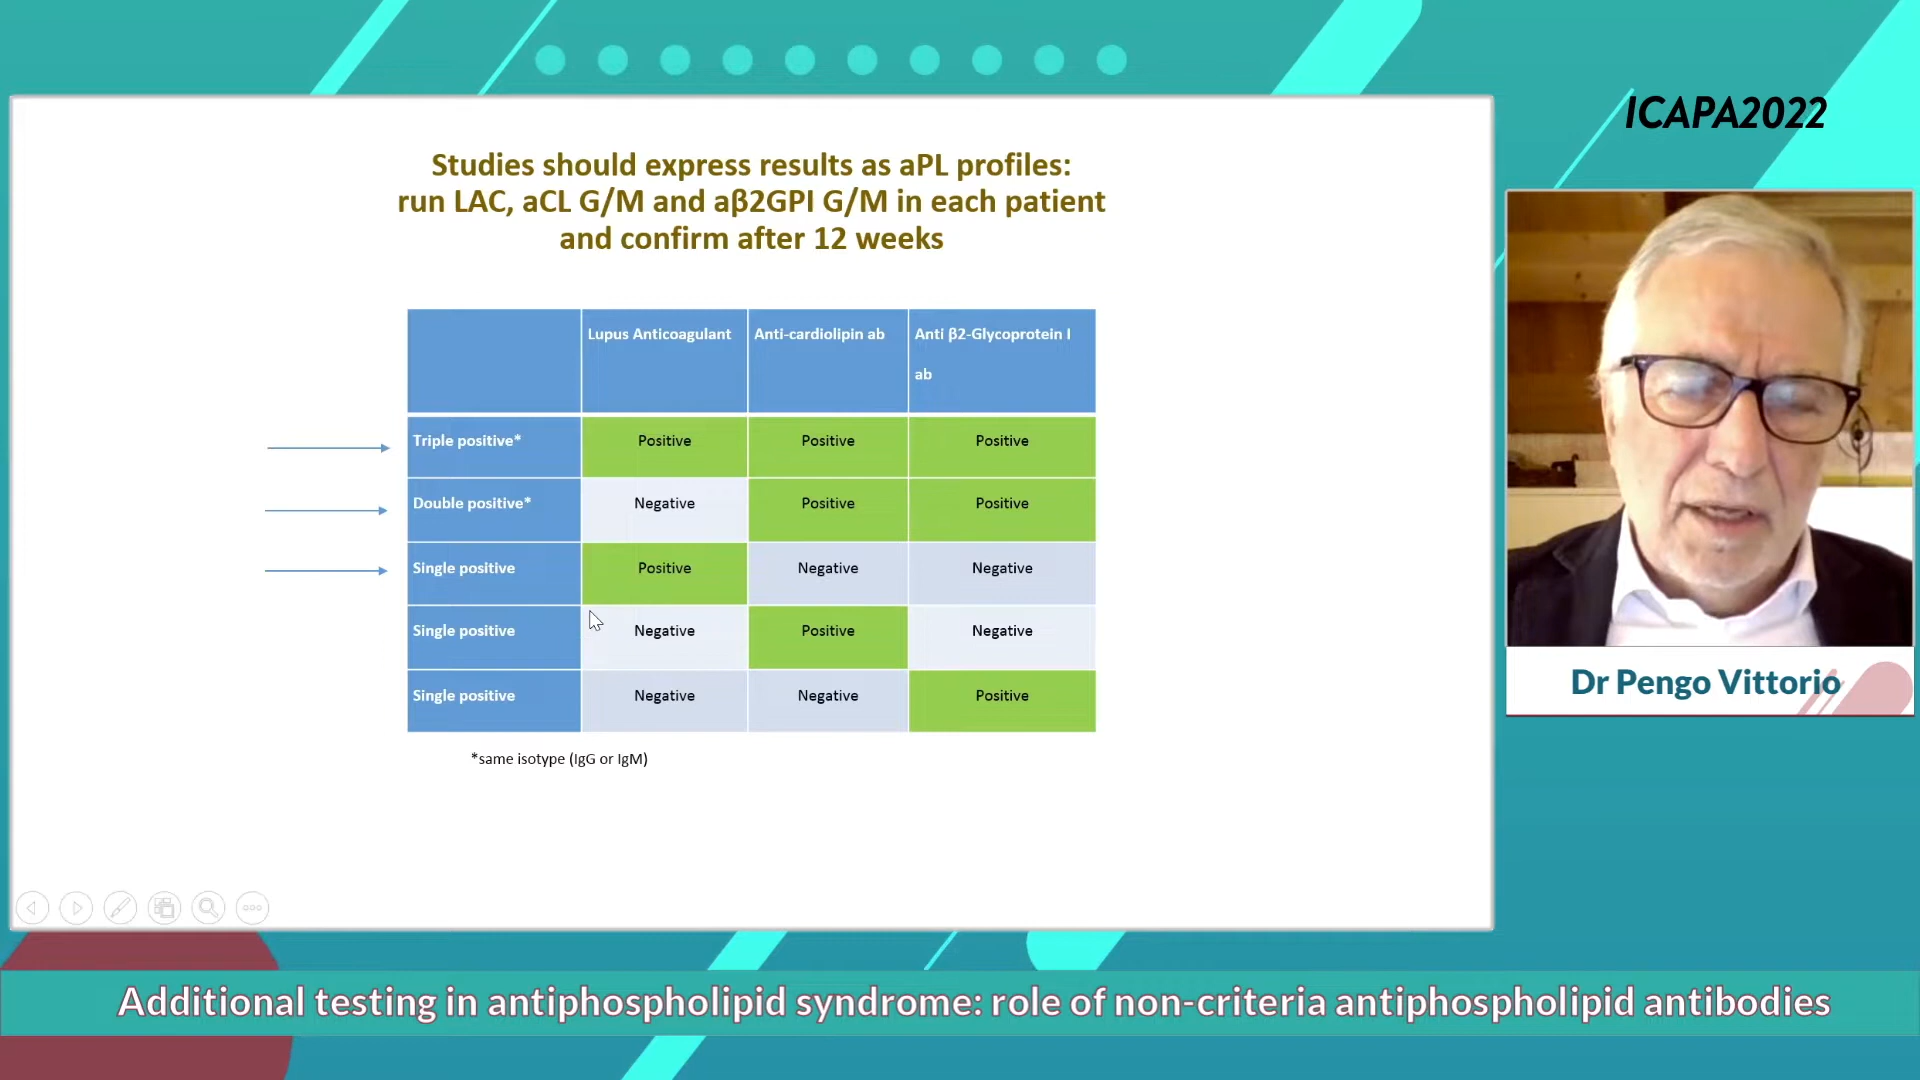 ICAPA2022
Studies should express results as aPL profiles:
run LAC, aCL G/M and aβ2GPI G/M in each patient
and confirm after 12 weeks
Lupus Anticoagulant Anti-cardiolipin ab Anti β2-Glycoprotein I
ab
Triple positive* Positive Positive Positive
Double positive* Negative Positive Positive
Single positive Positive Negative Negative
Single positive Negative Positive Negative
Single positive Negative Negative Positive
*same isotype (IgG or IgM)
Dr Pengo Vittorio
Additional testing in antiphospholipid syndrome: role of non-criteria antiphospholipid antibodies